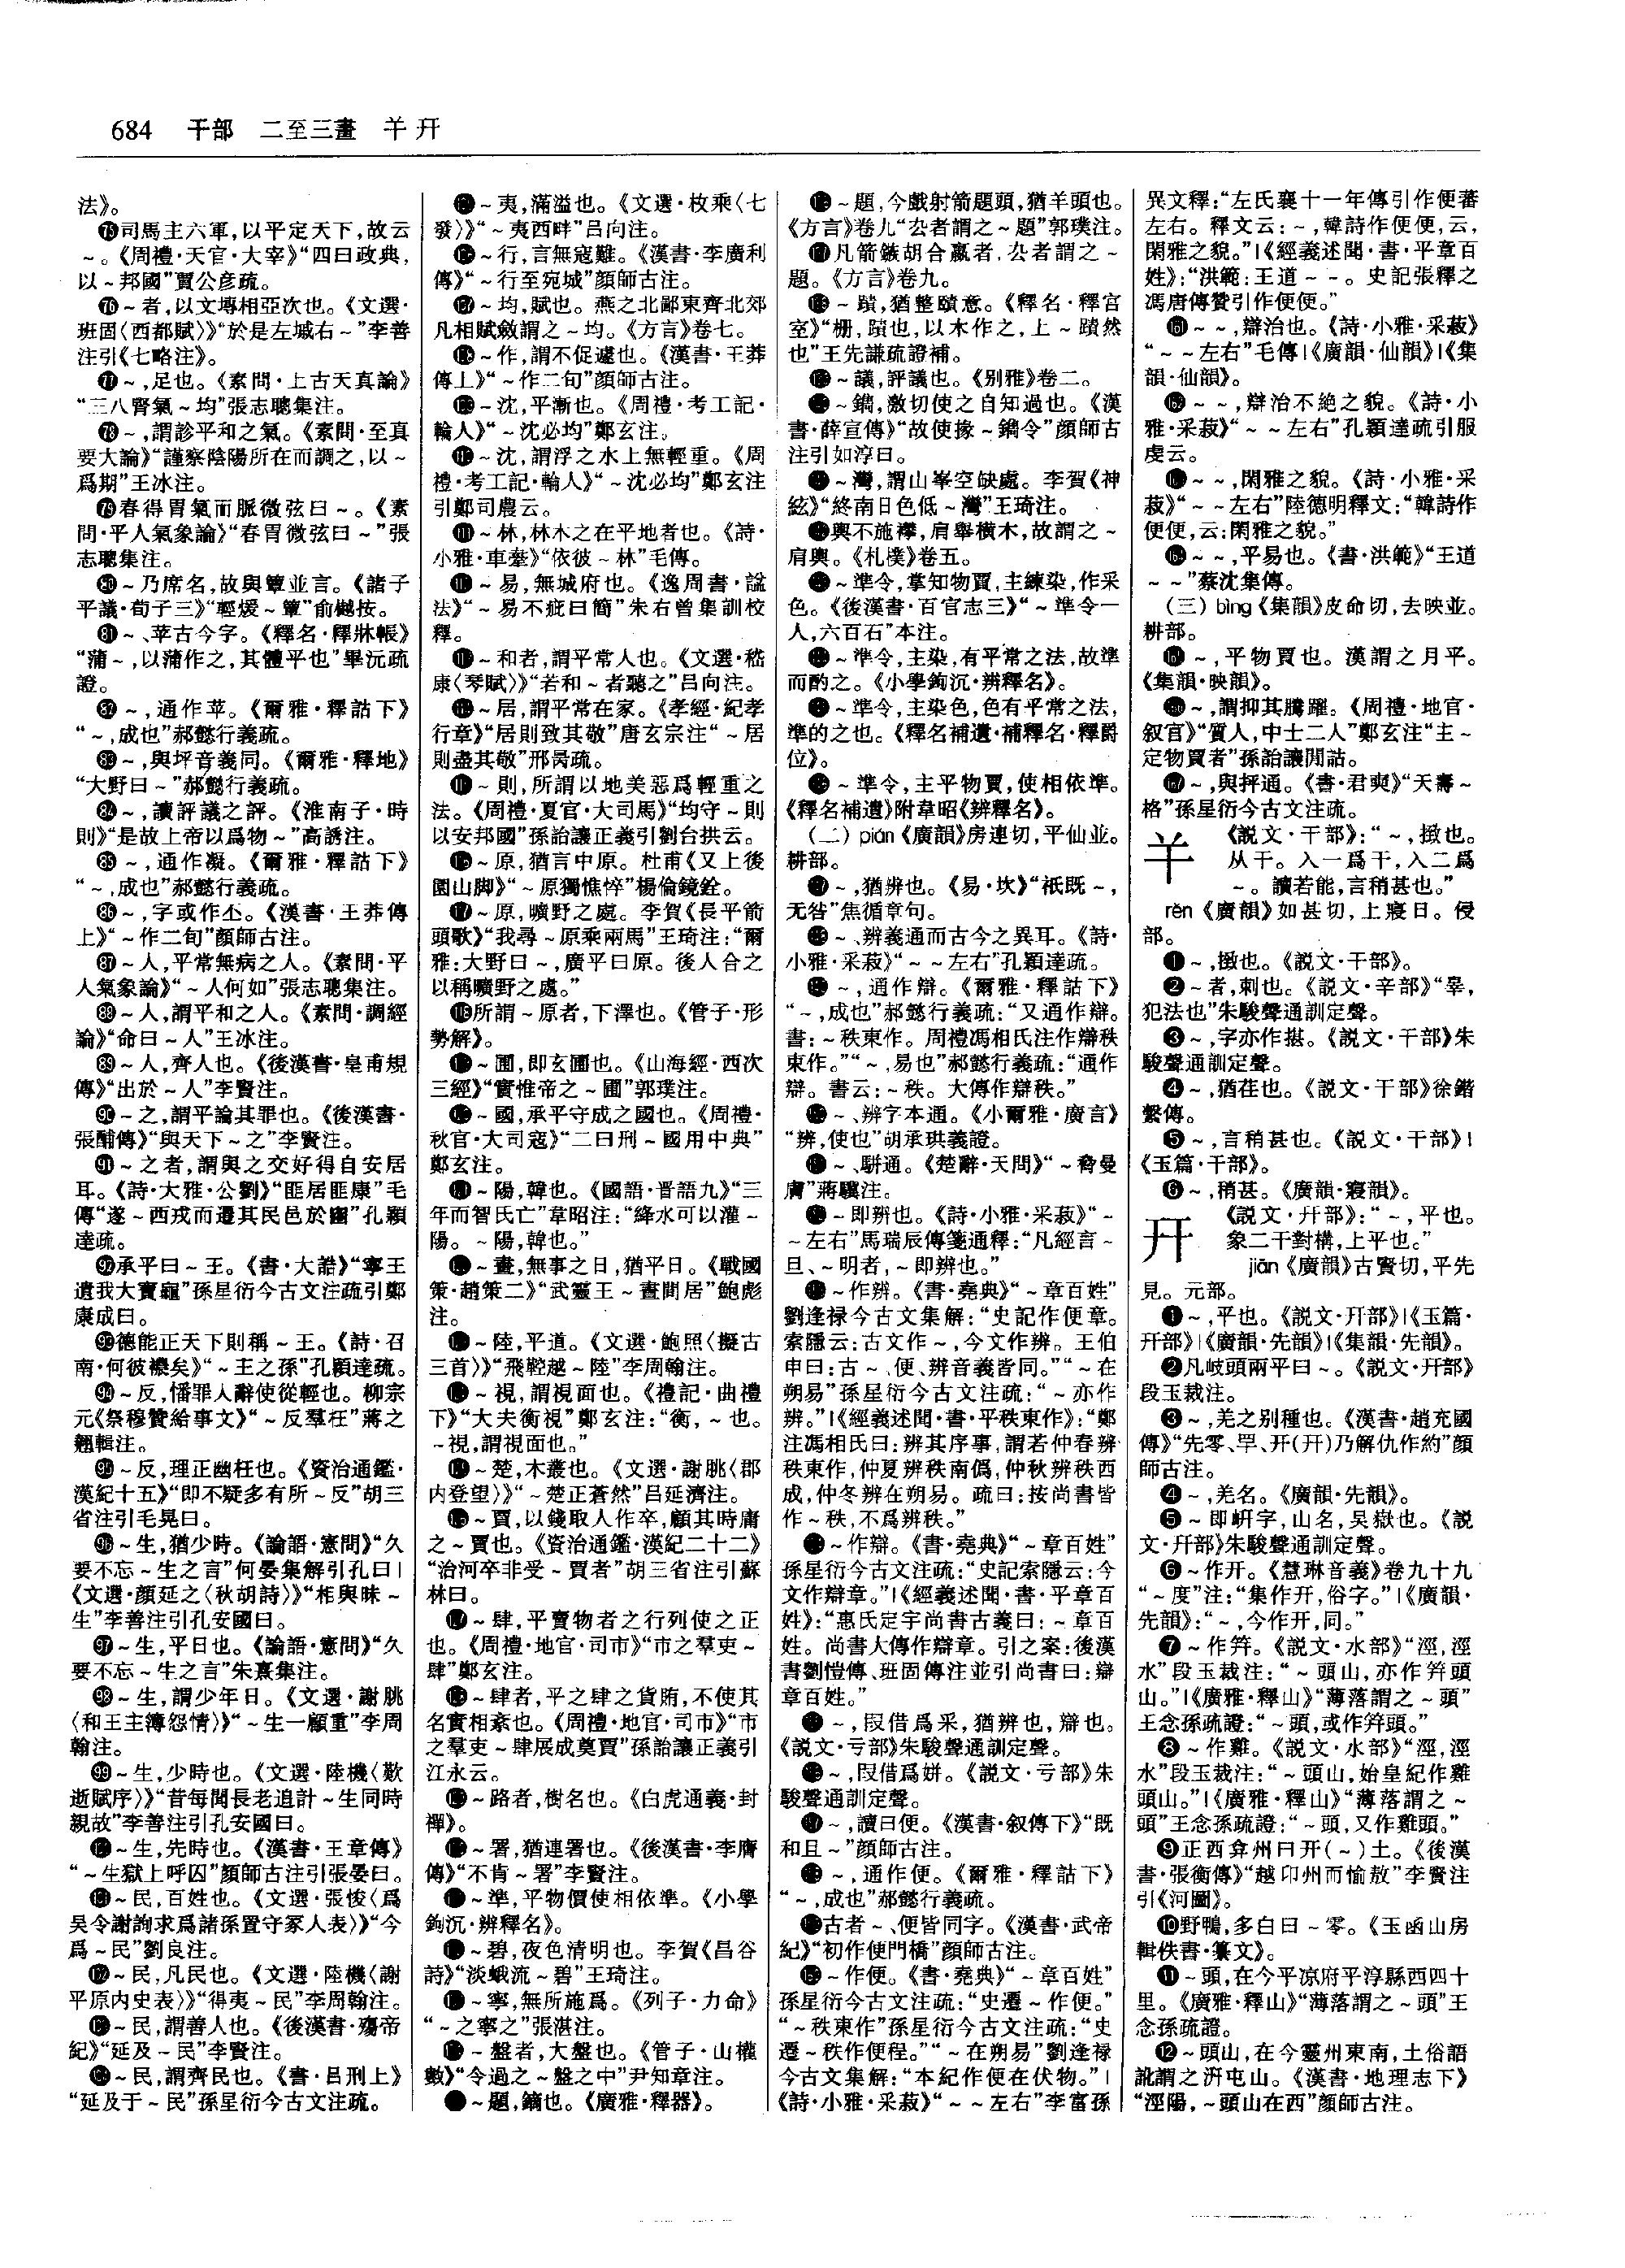 684 干部 二至三畫 𢆉 幵
法》。
75司馬主六軍,以平定天下,故云
~。《周禮·天官·大宰》“四曰政典,
以~邦國”賈公彦疏。
76~者,以文塼相亞次也。《文選·
班固〈西都賦〉》“於是左墄右~”李善
注引《七略注》。
77~,足也。《素問·上古天真論》
“三八腎氣~均”張志聰集注。
78~,謂診平和之氣。《素問·至真
要大論》“謹察陰陽所在而調之,以~
爲期”王冰注。
79春得胃氣而脈微弦曰~。《素
問·平人氣象論》“春胃微弦曰~”張
志聰集注。
80~乃席名,故與簟並言。《諸子
平議·荀子三》“輕煖~簟”俞樾按。
81~、苹古今字。《釋名·釋牀帳》
“蒲~,以蒲作之,其體平也”畢沅疏
證。
82~,通作苹。《爾雅·釋詁下》
“~,成也”郝懿行義疏。
83~,與坪音義同。《爾雅·釋地》
“大野曰~”郝懿行義疏。
84~,讀評議之評。《淮南子·時
則》“是故上帝以爲物~”高誘注。
85~,通作凝。《爾雅·釋詁下》
“~,成也”郝懿行義疏。
86~,字或作丕。《漢書·王莽傳
上》“~作二旬”顔師古注。
87~人,平常無病之人。《素問·平
人氣象論》“~人何如”張志聰集注。
88~人,謂平和之人。《素問·調經
論》“命曰~人”王冰注。
89~人,齊人也。《後漢書·皇甫規
傳》“出於~人”李賢注。
90~之,謂平論其罪也。《後漢書·
張酺傳》“與天下~之”李賢注。
91~之者,謂與之交好得自安居
耳。《詩·大雅·公劉》“匪居匪康”毛
傳“遂~西戎而遷其民邑於豳”孔穎
達疏。
92承平曰~王。《書·大誥》“寧王
遺我大寶龜”孫星衍今古文注疏引鄭
康成曰。
93德能正天下則稱~王。《詩·召
南·何彼襛矣》“~王之孫”孔穎達疏。
94~反,憣罪人辭使從輕也。柳宗
元《祭穆贊給事文》“~反羣枉”蔣之
翹輯注。
95~反,理正幽枉也。《資治通鑑·
漢紀十五》“即不疑多有所~反”胡三
省注引毛晃曰。
96~生,猶少時。《論語·憲問》“久
要不忘~生之言”何晏集解引孔曰|
《文選·顔延之〈秋胡詩〉》“相與昧~
生”李善注引孔安國曰。
97~生,平日也。《論語·憲問》“久
要不忘~生之言”朱熹集注。
98~生,謂少年日。《文選·謝朓
〈和王主簿怨情〉》“~生一顧重”李周
翰注。
99~生,少時也。《文選·陸機〈歎
逝賦序〉》“昔每聞長老追計~生同時
親故”李善注引孔安國曰。
~生,先時也。《漢書·王章傳》
“~生獄上呼囚”顔師古注引張晏曰。
~民,百姓也。《文選·張悛〈爲
吴令謝詢求爲諸孫置守冢人表〉》“今
爲~民”劉良注。
~民,凡民也。《文選·陸機〈謝
平原内史表〉》“得夷~民”李周翰注。
~民,謂善人也。《後漢書·殤帝
紀》“延及~民”李賢注。
~民,謂齊民也。《書·吕刑上》
“延及于~民”孫星衍今古文注疏。
~夷,滿溢也。《文選·枚乘〈七
發〉》“~夷西畔”吕向注。
~行,言無寇難。《漢書·李廣利
傳》“~行至宛城”顔師古注。
~均,賦也。燕之北鄙東齊北郊
凡相賦斂謂之~均。《方言》卷七。
~作,謂不促遽也。《漢書·王莽
傳上》“~作二旬”顔師古注。
~沈,平漸也。《周禮·考工記·
輪人》“~沈必均”鄭玄注。
~沈,謂浮之水上無輕重。《周
禮·考工記·輪人》“~沈必均”鄭玄注
引鄭司農云。
~林,林木之在平地者也。《詩·
小雅·車舝》“依彼~林”毛傳。
~易,無城府也。《逸周書·謚
法》“~易不疵曰簡”朱右曾集訓校
釋。
~和者,謂平常人也。《文選·嵇
康〈琴賦〉》“若和~者聽之”吕向注。
~居,謂平常在家。《孝經·紀孝
行章》“居則致其敬”唐玄宗注“~居
則盡其敬”邢昺疏。
~則,所謂以地美惡爲輕重之
法。《周禮·夏官·大司馬》“均守~則
以安邦國”孫詒讓正義引劉台拱云。
~原,猶言中原。杜甫《又上後
園山脚》“~原獨憔悴”楊倫鏡銓。
~原,曠野之處。李賀《長平箭
頭歌》“我尋~原乘兩馬”王琦注:“爾
雅:大野曰~,廣平曰原。後人合之
以稱曠野之處。”
所謂~原者,下澤也。《管子·形
勢解》。
~圃,即玄圃也。《山海經·西次
三經》“實惟帝之~圃”郭璞注。
~國,承平守成之國也。《周禮·
秋官·大司寇》“二曰刑~國用中典”
鄭玄注。
~陽,韓也。《國語·晋語九》“三
年而智氏亡”韋昭注:“絳水可以灌~
陽。~陽,韓也。”
~晝,無事之日,猶平日。《戰國
策·趙策二》“武靈王~晝閒居”鮑彪
注。
~陸,平道。《文選·鮑照〈擬古
三首〉》“飛鞚越~陸”李周翰注。
~視,謂視面也。《禮記·曲禮
下》“大夫衡視”鄭玄注:“衡,~也。
~視,謂視面也。”
~楚,木叢也。《文選·謝朓〈郡
内登望〉》“~楚正蒼然”吕延濟注。
~賈,以錢取人作卒,顧其時庸
之~賈也。《資治通鑑·漢紀二十二》
“治河卒非受~賈者”胡三省注引蘇
林曰。
~肆,平賣物者之行列使之正
也。《周禮·地官·司市》“市之羣吏~
肆”鄭玄注。
~肆者,平之肆之貨賄,不使其
名實相紊也。《周禮·地官·司市》“市
之羣吏~肆展成奠賈”孫詒讓正義引
江永云。
~路者,樹名也。《白虎通義·封
禪》。
~署,猶連署也。《後漢書·李膺
傳》“不肯~署”李賢注。
~準,平物價使相依準。《小學
鉤沉·辨釋名》。
~碧,夜色清明也。李賀《昌谷
詩》“淡蛾流~碧”王琦注。
~寧,無所施爲。《列子·力命》
“~之寧之”張湛注。
~盤者,大盤也。《管子·山權
數》“令過之~盤之中”尹知章注。
~題,鏑也。《廣雅·釋器》。
~題,今戲射箭題頭,猶羊頭也。
《方言》卷九“厹者謂之~題”郭璞注。
凡箭鏃胡合嬴者,厹者謂之~
題。《方言》卷九。
~賾,猶整賾意。《釋名·釋宫
室》“栅,賾也,以木作之,上~賾然
也”王先謙疏證補。
~議,評議也。《别雅》卷二。
~鐫,激切使之自知過也。《漢
書·薛宣傳》“故使掾~鐫令”顔師古
注引如淳曰。
~灣,謂山峯空缺處。李賀《神
絃》“終南日色低~灣”王琦注。
輿不施襻,肩舉橫木,故謂之~
肩輿。《札樸》卷五。
~準令,掌知物賈,主練染,作采
色。《後漢書·百官志三》“~準令一
人,六百石”本注。
~準令,主染,有平常之法,故準
而酌之。《小學鉤沉·辨釋名》。
~準令,主染色,色有平常之法,
準的之也。《釋名補遺·補釋名·釋爵
位》。
~準令,主平物賈,使相依準。
《釋名補遺》附韋昭《辨釋名》。
(二) pián《廣韻》房連切,平仙並。
耕部。
~,猶辨也。《易·坎》“祇既~,
无咎”焦循章句。
~、辨義通而古今之異耳。《詩·
小雅·采菽》“~~左右”孔穎達疏。
~,通作辯。《爾雅·釋詁下》
“~,成也”郝懿行義疏:“又通作辯。
書:~秩東作。周禮馮相氏注作辯秩
東作。”“~,易也”郝懿行義疏:“通作
辯。書云:~秩。大傳作辯秩。”
~、辨字本通。《小爾雅·廣言》
“辨,使也”胡承珙義證。
~、駢通。《楚辭·天問》“~脅曼
膚”蔣驥注。
~即辨也。《詩·小雅·采菽》“~
~左右”馬瑞辰傳箋通釋:“凡經言~
旦、~明者,~即辨也。”
~作辨。《書·堯典》“~章百姓”
劉逢禄今古文集解:“史記作便章。
索隱云:古文作~,今文作辨。王伯
申曰:古~、便、辨音義皆同。”“~在
朔易”孫星衍今古文注疏:“~亦作
辨。”|《經義述聞·書·平秩東作》:“鄭
注馮相氏曰:辨其序事,謂若仲春辨
秩東作,仲夏辨秩南僞,仲秋辨秩西
成,仲冬辨在朔易。疏曰:按尚書皆
作~秩,不爲辨秩。”
~作辯。《書·堯典》“~章百姓”
孫星衍今古文注疏:“史記索隱云:今
文作辯章。”|《經義述聞·書·平章百
姓》:“惠氏定宇尚書古義曰:~章百
姓。尚書大傳作辯章。引之案:後漢
書劉愷傳、班固傳注並引尚書曰:辯
章百姓。”
~,叚借爲釆,猶辨也,辯也。
《説文·亏部》朱駿聲通訓定聲。
~,叚借爲姘。《説文·亏部》朱
駿聲通訓定聲。
~,讀曰便。《漢書·叙傳下》“既
和且~”顔師古注。
~,通作便。《爾雅·釋詁下》
“~,成也”郝懿行義疏。
古者~、便皆同字。《漢書·武帝
紀》“初作便門橋”顔師古注。
~作便。《書·堯典》“~章百姓”
孫星衍今古文注疏:“史遷~作便。”
“~秩東作”孫星衍今古文注疏:“史
遷~秩作便程。”“~在朔易”劉逢禄
今古文集解:“本紀作便在伏物。”|
《詩·小雅·采菽》“~~左右”李富孫
異文釋:“左氏襄十一年傳引作便蕃
左右。釋文云:~,韓詩作便便,云,
閑雅之貌。”|《經義述聞·書·平章百
姓》:“洪範:王道~~。史記張釋之
馮唐傳贊引作便便。”
~~,辯治也。《詩·小雅·采菽》
“~~左右”毛傳|《廣韻·仙韻》|《集
韻·仙韻》。
~~,辯治不絶之貌。《詩·小
雅·采菽》“~~左右”孔穎達疏引服
虔云。
~~,閑雅之貌。《詩·小雅·采
菽》“~~左右”陸德明釋文:“韓詩作
便便,云:閑雅之貌。”
~~,平易也。《書·洪範》“王道
~~”蔡沈集傳。
(三) bìng《集韻》皮命切,去映並。
耕部。
~,平物賈也。漢謂之月平。
《集韻·映韻》。
~,謂抑其騰躍。《周禮·地官·
叙官》“質人,中士二人”鄭玄注“主~
定物賈者”孫詒讓閒詁。
~,與抨通。《書·君奭》“天壽~
格”孫星衍今古文注疏。
𢆉 《説文·干部》:“~,㨔也。
从干。入一爲干,入二爲
~。讀若能,言稍甚也。”
rěn《廣韻》如甚切,上寢日。侵
部。
1~,㨔也。《説文·干部》。
2~者,刺也。《説文·辛部》“辠,
犯法也”朱駿聲通訓定聲。
3~,字亦作揕。《説文·干部》朱
駿聲通訓定聲。
4~,猶荏也。《説文·干部》徐鍇
繫傳。
5~,言稍甚也。《説文·干部》|
《玉篇·干部》。
6~,稍甚。《廣韻·寑韻》。
幵 《説文·幵部》:“~,平也。
象二干對構,上平也。”
jiān《廣韻》古賢切,平先
見。元部。
1~,平也。《説文·幵部》|《玉篇·
幵部》|《廣韻·先韻》|《集韻·先韻》。
2凡岐頭兩平曰~。《説文·幵部》
段玉裁注。
3~,羌之别種也。《漢書·趙充國
傳》“先零、䍐、幵(开)乃解仇作約”顔
師古注。
4~,羌名。《廣韻·先韻》。
5~即岍字,山名,吴嶽也。《説
文·幵部》朱駿聲通訓定聲。
6~作开。《慧琳音義》卷九十九
“~度”注:“集作开,俗字。”|《廣韻·
先韻》:“~,今作开,同。”
7~作笄。《説文·水部》“涇,涇
水”段玉裁注:“~頭山,亦作笄頭
山。”|《廣雅·釋山》“薄落謂之~頭”
王念孫疏證:“~頭,或作笄頭。”
8~作雞。《説文·水部》“涇,涇
水”段玉裁注:“~頭山,始皇紀作雞
頭山。”|《廣雅·釋山》“薄落謂之~
頭”王念孫疏證:“~頭,又作雞頭。”
9正西弇州曰开(~)土。《後漢
書·張衡傳》“越卬州而愉敖”李賢注
引《河圖》。
10野鴨,多白曰~零。《玉函山房
輯佚書·纂文》。
11~頭,在今平凉府平涼縣西四十
里。《廣雅·釋山》“薄落謂之~頭”王
念孫疏證。
12~頭山,在今靈州東南,土俗語
訛謂之汧屯山。《漢書·地理志下》
“涇陽,~頭山在西”顔師古注。